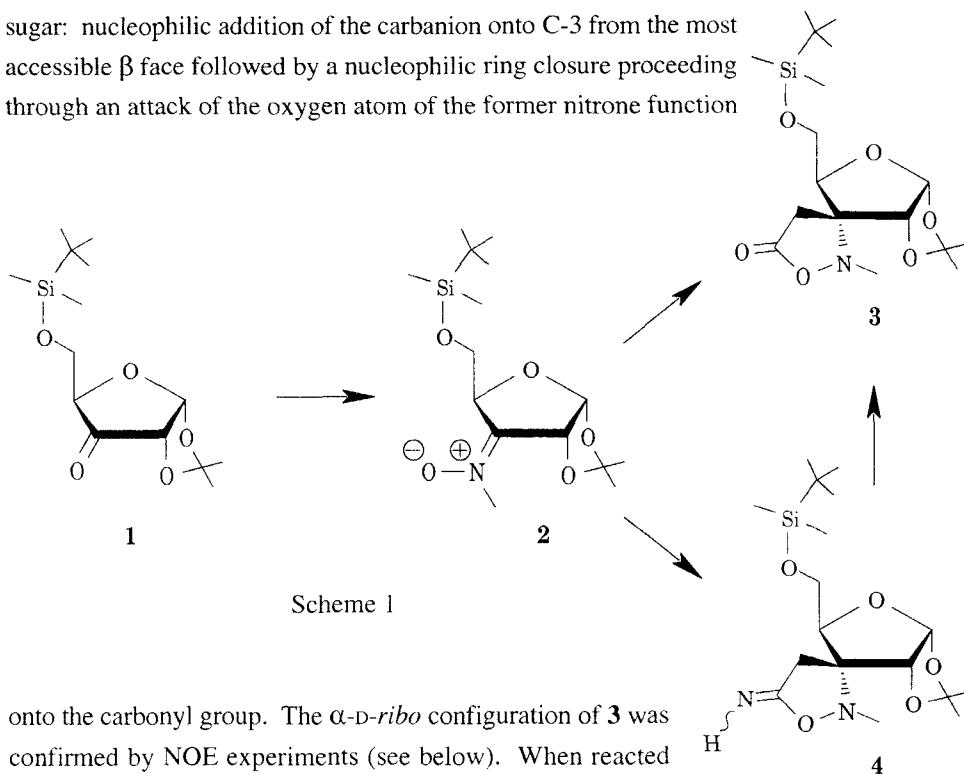 sugar: nucleophilic addition of the carbanion onto C-3 from the most
accessible β face followed by a nucleophilic ring closure proceeding
through an attack of the oxygen atom of the former nitrone function
Si
O
O
O
O
O
O
N
3
Si
O
O
O
O
O
1
Si
O
O
O
O
⊖
O
⊕
N
2
Si
O
O
O
O
N
H
O
N
4
Scheme 1
onto the carbonyl group. The α-D-ribo configuration of 3 was
confirmed by NOE experiments (see below). When reacted